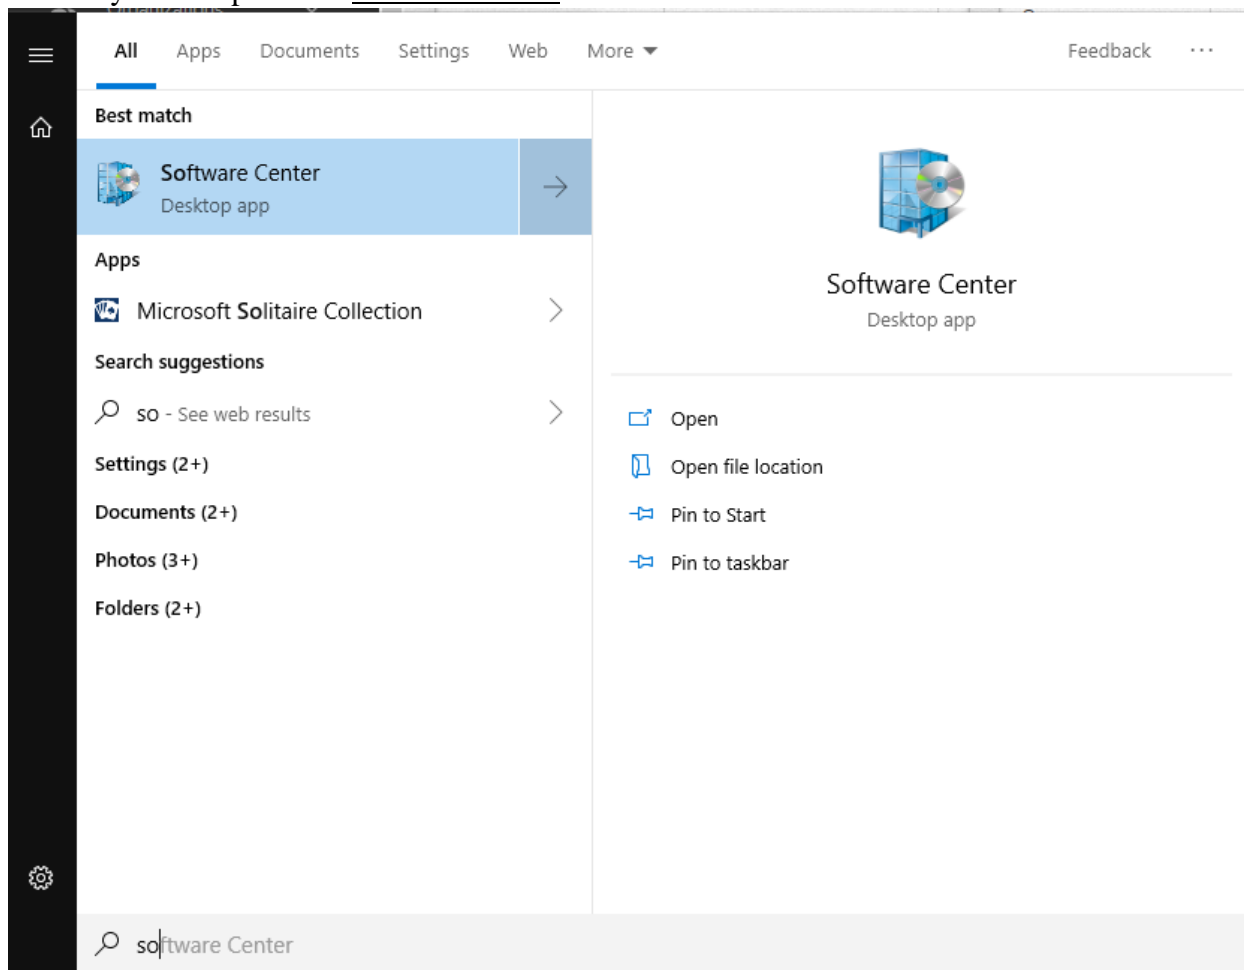 All Apps Documents Settings Web More Feedback ...
Best match
Software Center
Desktop app
Apps
Microsoft Solitaire Collection
Search suggestions
so - See web results
Settings (2+)
Documents (2+)
Photos (3+)
Folders (2+)
Software Center
Desktop app
Open
Open file location
Pin to Start
Pin to taskbar
software Center